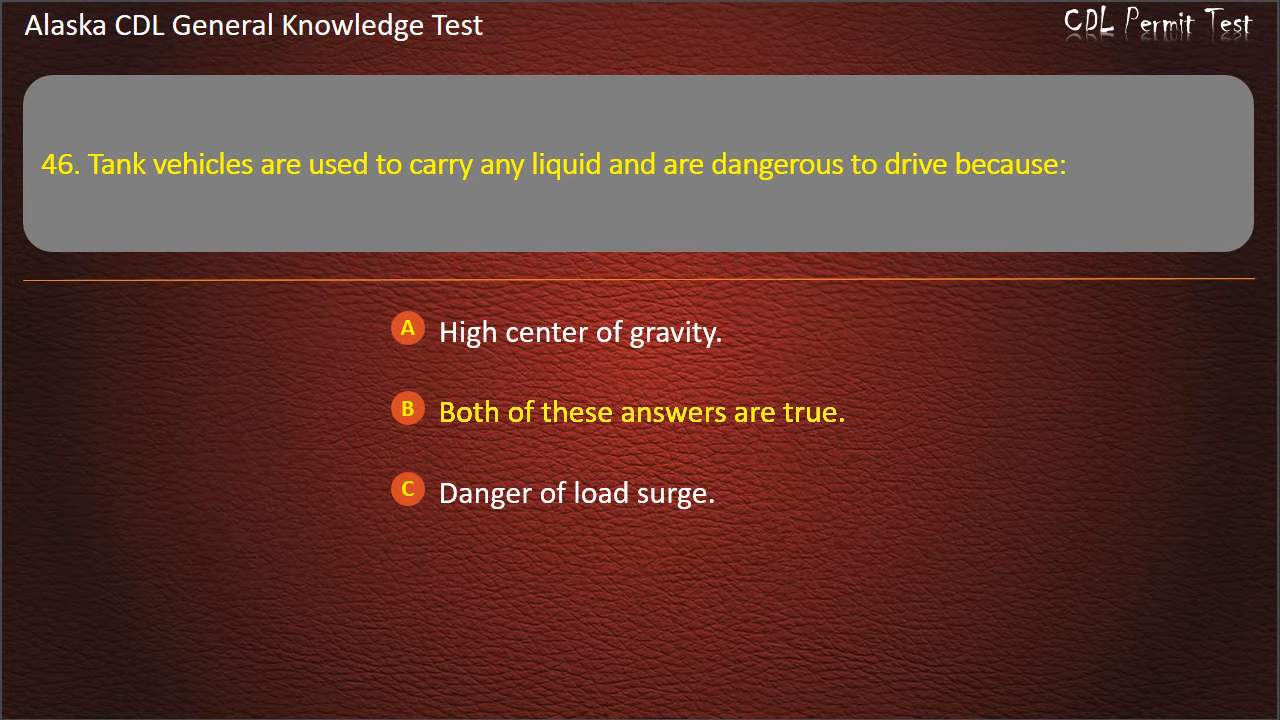 Alaska CDL General Knowledge Test
CDL Permit Test
46. Tank vehicles are used to carry any liquid and are dangerous to drive because:
A High center of gravity.
B Both of these answers are true.
C Danger of load surge.